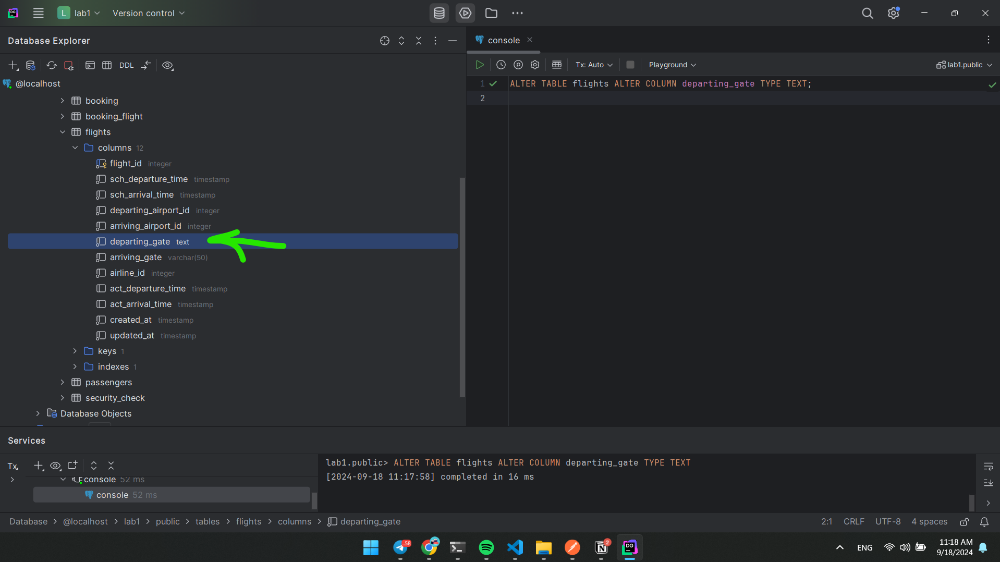 L lab1 Version control
Database Explorer
DDL
@localhost
booking
booking_flight
flights
columns 12
flight_id integer
sch_departure_time timestamp
sch_arrival_time timestamp
departing_airport_id integer
arriving_airport_id integer
departing_gate text
arriving_gate varchar(50)
airline_id integer
act_departure_time timestamp
act_arrival_time timestamp
created_at timestamp
updated_at timestamp
keys 1
indexes 1
passengers
security_check
Database Objects
console
Tx: Auto Playground lab1.public
1 ALTER TABLE flights ALTER COLUMN departing_gate TYPE TEXT;
2
Services
Tx
console 52 ms
console 52 ms
lab1.public> ALTER TABLE flights ALTER COLUMN departing_gate TYPE TEXT
[2024-09-18 11:17:58] completed in 16 ms
Database > @localhost > lab1 > public > tables > flights > columns > departing_gate
2:1 CRLF UTF-8 4 spaces
..58
2
DG
ENG
11:18 AM
9/18/2024